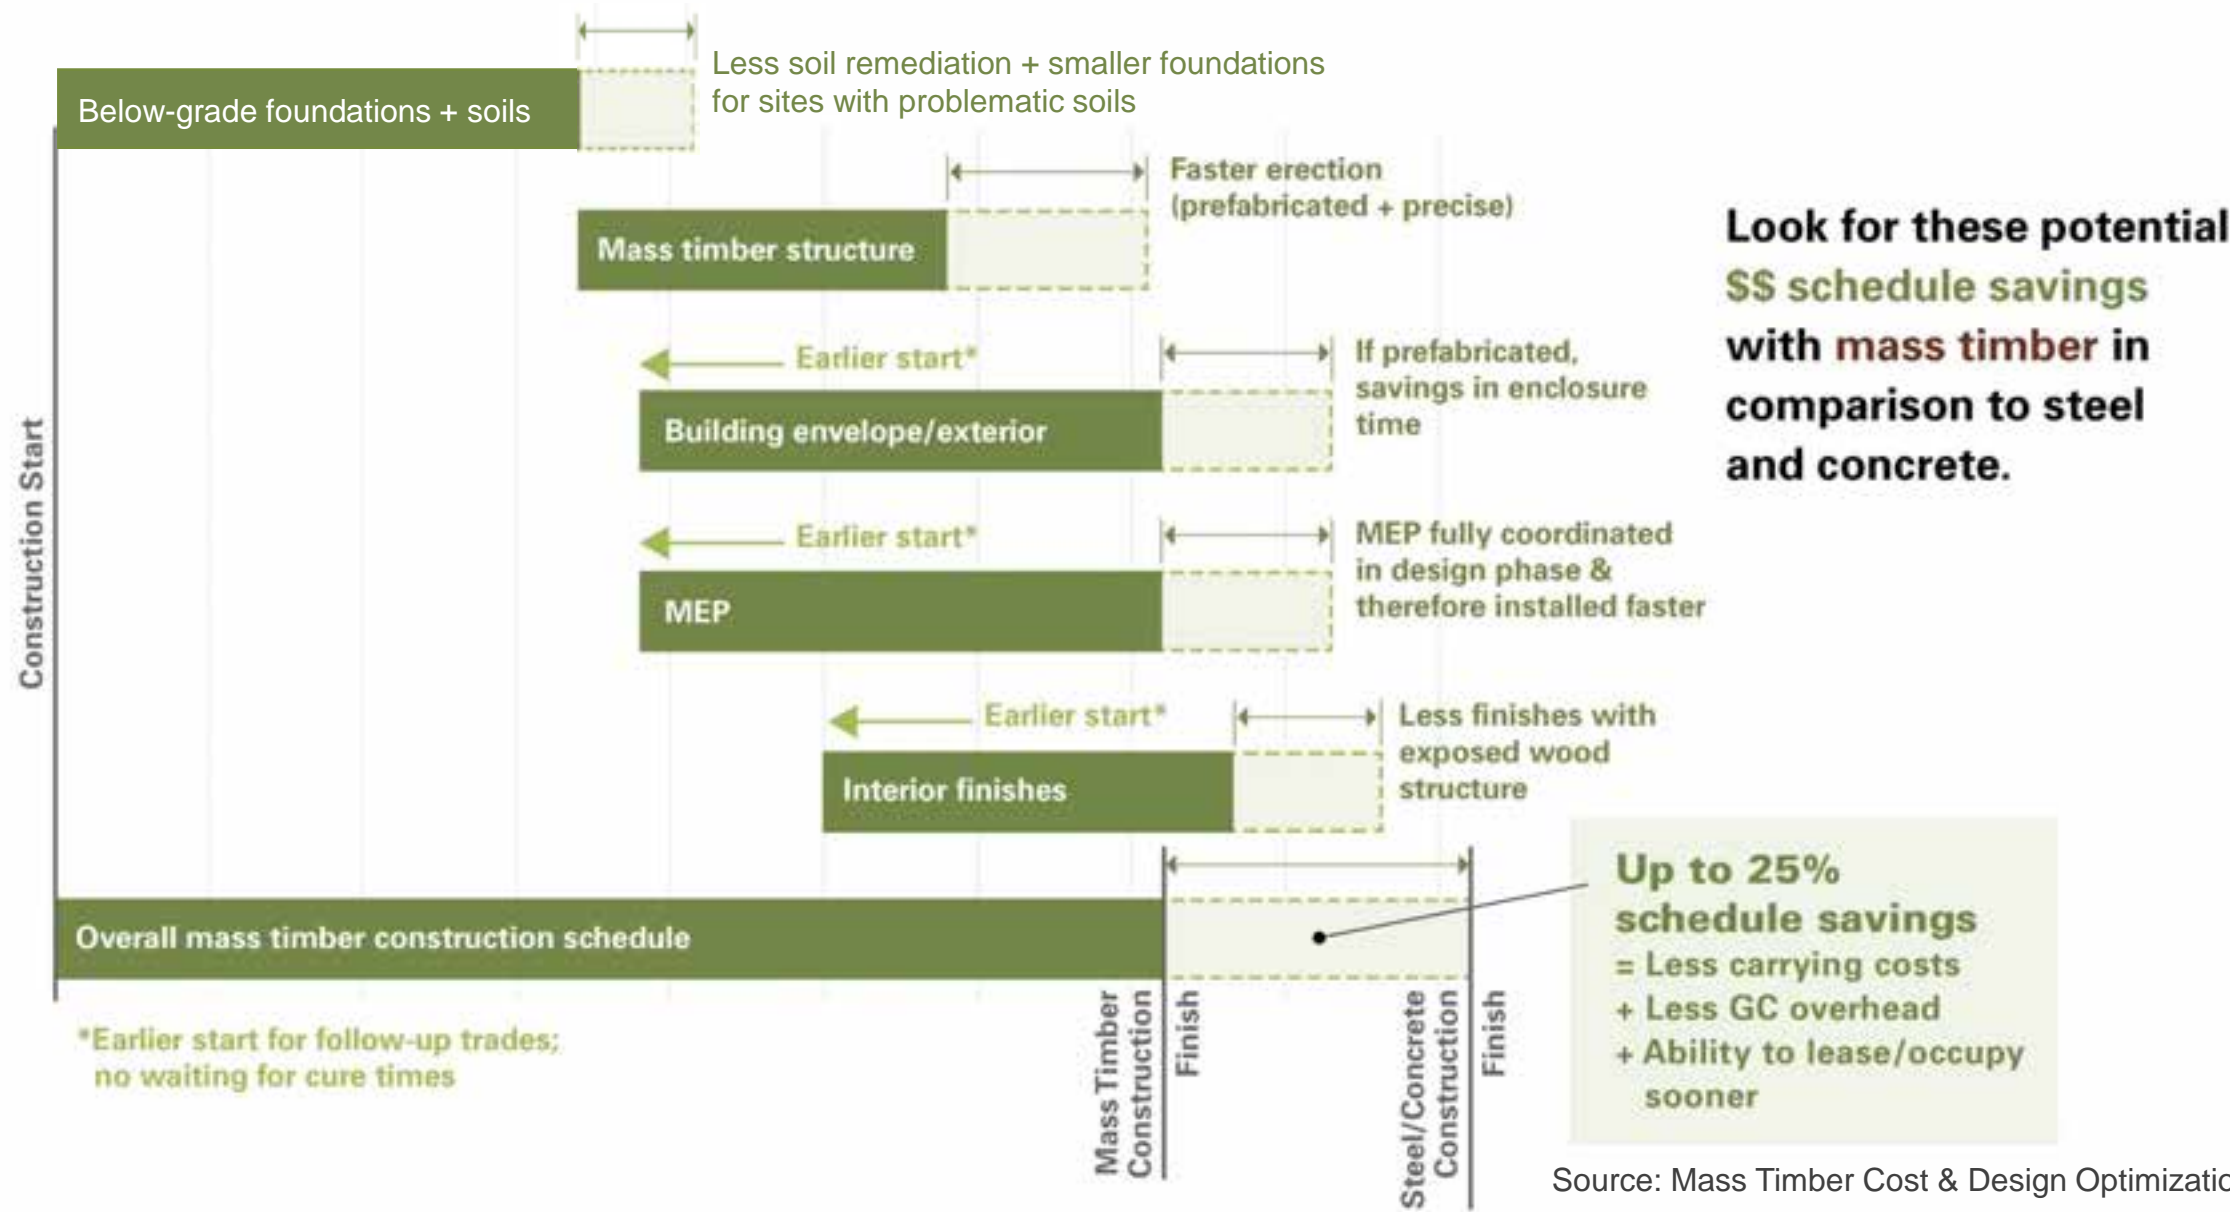 Less soil remediation + smaller foundations
for sites with problematic soils
Below-grade foundations + soils
Faster erection
(prefabricated + precise)
Mass timber structure
Look for these potential
$$ schedule savings
with mass timber in
comparison to steel
and concrete.
Earlier start*
If prefabricated,
savings in enclosure
time
Building envelope/exterior
Construction Start
Earlier start*
MEP fully coordinated
in design phase &
therefore installed faster
MEP
Earlier start*
Less finishes with
exposed wood
structure
Interior finishes
Up to 25%
schedule savings
= Less carrying costs
+ Less GC overhead
+ Ability to lease/occupy
sooner
Overall mass timber construction schedule
Mass Timber
Construction
Finish
Steel/Concrete
Construction
Finish
*Earlier start for follow-up trades;
no waiting for cure times
Source: Mass Timber Cost & Design Optimizatio